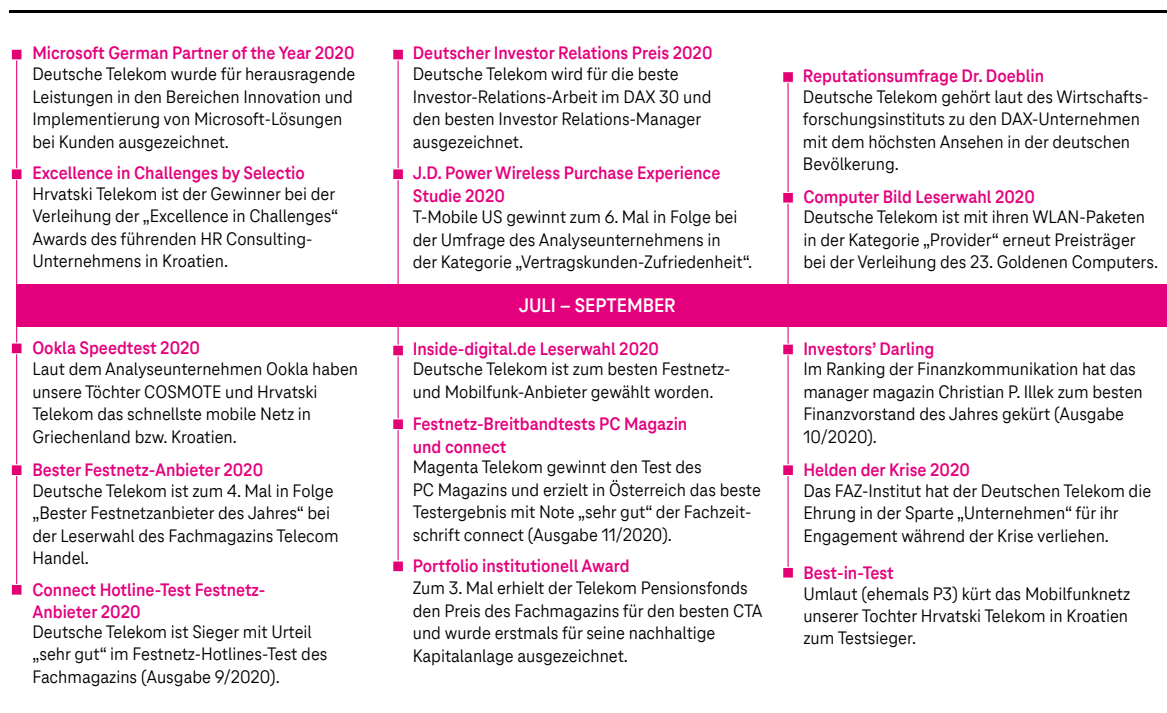 Microsoft German Partner of the Year 2020
Deutsche Telekom wurde für herausragende
Leistungen in den Bereichen Innovation und
Implementierung von Microsoft-Lösungen
bei Kunden ausgezeichnet.
Excellence in Challenges by Selectio
Hrvatski Telekom ist der Gewinner bei der
Verleihung der „Excellence in Challenges“
Awards des führenden HR Consulting-
Unternehmens in Kroatien.
Deutscher Investor Relations Preis 2020
Deutsche Telekom wird für die beste
Investor-Relations-Arbeit im DAX 30 und
den besten Investor Relations-Manager
ausgezeichnet.
J.D. Power Wireless Purchase Experience
Studie 2020
T-Mobile US gewinnt zum 6. Mal in Folge bei
der Umfrage des Analyseunternehmens in
der Kategorie „Vertragskunden-Zufriedenheit“.
Reputationsumfrage Dr. Doeblin
Deutsche Telekom gehört laut des Wirtschafts-
forschungsinstituts zu den DAX-Unternehmen
mit dem höchsten Ansehen in der deutschen
Bevölkerung.
Computer Bild Leserwahl 2020
Deutsche Telekom ist mit ihren WLAN-Paketen
in der Kategorie „Provider“ erneut Preisträger
bei der Verleihung des 23. Goldenen Computers.
JULI – SEPTEMBER
Ookla Speedtest 2020
Laut dem Analyseunternehmen Ookla haben
unsere Töchter COSMOTE und Hrvatski
Telekom das schnellste mobile Netz in
Griechenland bzw. Kroatien.
Bester Festnetz-Anbieter 2020
Deutsche Telekom ist zum 4. Mal in Folge
„Bester Festnetzanbieter des Jahres“ bei
der Leserwahl des Fachmagazins Telecom
Handel.
Connect Hotline-Test Festnetz-
Anbieter 2020
Deutsche Telekom ist Sieger mit Urteil
„sehr gut“ im Festnetz-Hotlines-Test des
Fachmagazins (Ausgabe 9/2020).
Inside-digital.de Leserwahl 2020
Deutsche Telekom ist zum besten Festnetz-
und Mobilfunk-Anbieter gewählt worden.
Festnetz-Breitbandtests PC Magazin
und connect
Magenta Telekom gewinnt den Test des
PC Magazins und erzielt in Österreich das beste
Testergebnis mit Note „sehr gut“ der Fachzeit-
schrift connect (Ausgabe 11/2020).
Portfolio institutionell Award
Zum 3. Mal erhielt der Telekom Pensionsfonds
den Preis des Fachmagazins für den besten CTA
und wurde erstmals für seine nachhaltige
Kapitalanlage ausgezeichnet.
Investors’ Darling
Im Ranking der Finanzkommunikation hat das
manager magazin Christian P. Illek zum besten
Finanzvorstand des Jahres gekürt (Ausgabe
10/2020).
Helden der Krise 2020
Das FAZ-Institut hat der Deutschen Telekom die
Ehrung in der Sparte „Unternehmen“ für ihr
Engagement während der Krise verliehen.
Best-in-Test
Umlaut (ehemals P3) kürt das Mobilfunknetz
unserer Tochter Hrvatski Telekom in Kroatien
zum Testsieger.